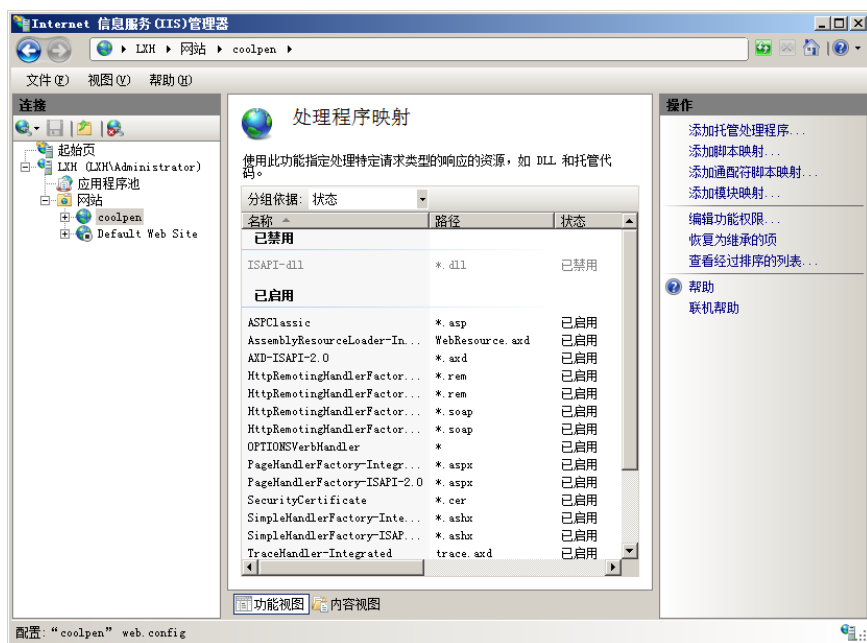 Internet 信息服务(IIS)管理器
LXH 网站 coolpen
文件(F) 视图(V) 帮助(H)
连接
起始页
LXH (LXH\Administrator)
应用程序池
网站
coolpen
Default Web Site
处理程序映射
使用此功能指定处理特定请求类型的响应的资源，如 DLL 和托管代
码。
分组依据: 状态
名称 路径 状态
已禁用
ISAPI-dll *.dll 已禁用
已启用
ASPClassic *.asp 已启用
AssemblyResourceLoader-In... WebResource.axd 已启用
AXD-ISAPI-2.0 *.axd 已启用
HttpRemotingHandlerFactor... *.rem 已启用
HttpRemotingHandlerFactor... *.rem 已启用
HttpRemotingHandlerFactor... *.soap 已启用
HttpRemotingHandlerFactor... *.soap 已启用
OPTIONSVerbHandler * 已启用
PageHandlerFactory-Integr... *.aspx 已启用
PageHandlerFactory-ISAPI-2.0 *.aspx 已启用
SecurityCertificate *.cer 已启用
SimpleHandlerFactory-Inte... *.ashx 已启用
SimpleHandlerFactory-ISAP... *.ashx 已启用
TraceHandler-Integrated trace.axd 已启用
功能视图 内容视图
操作
添加托管处理程序...
添加脚本映射...
添加通配符脚本映射...
添加模块映射...
编辑功能权限...
恢复为继承的项
查看经过排序的列表...
帮助
联机帮助
配置:“coolpen” web.config